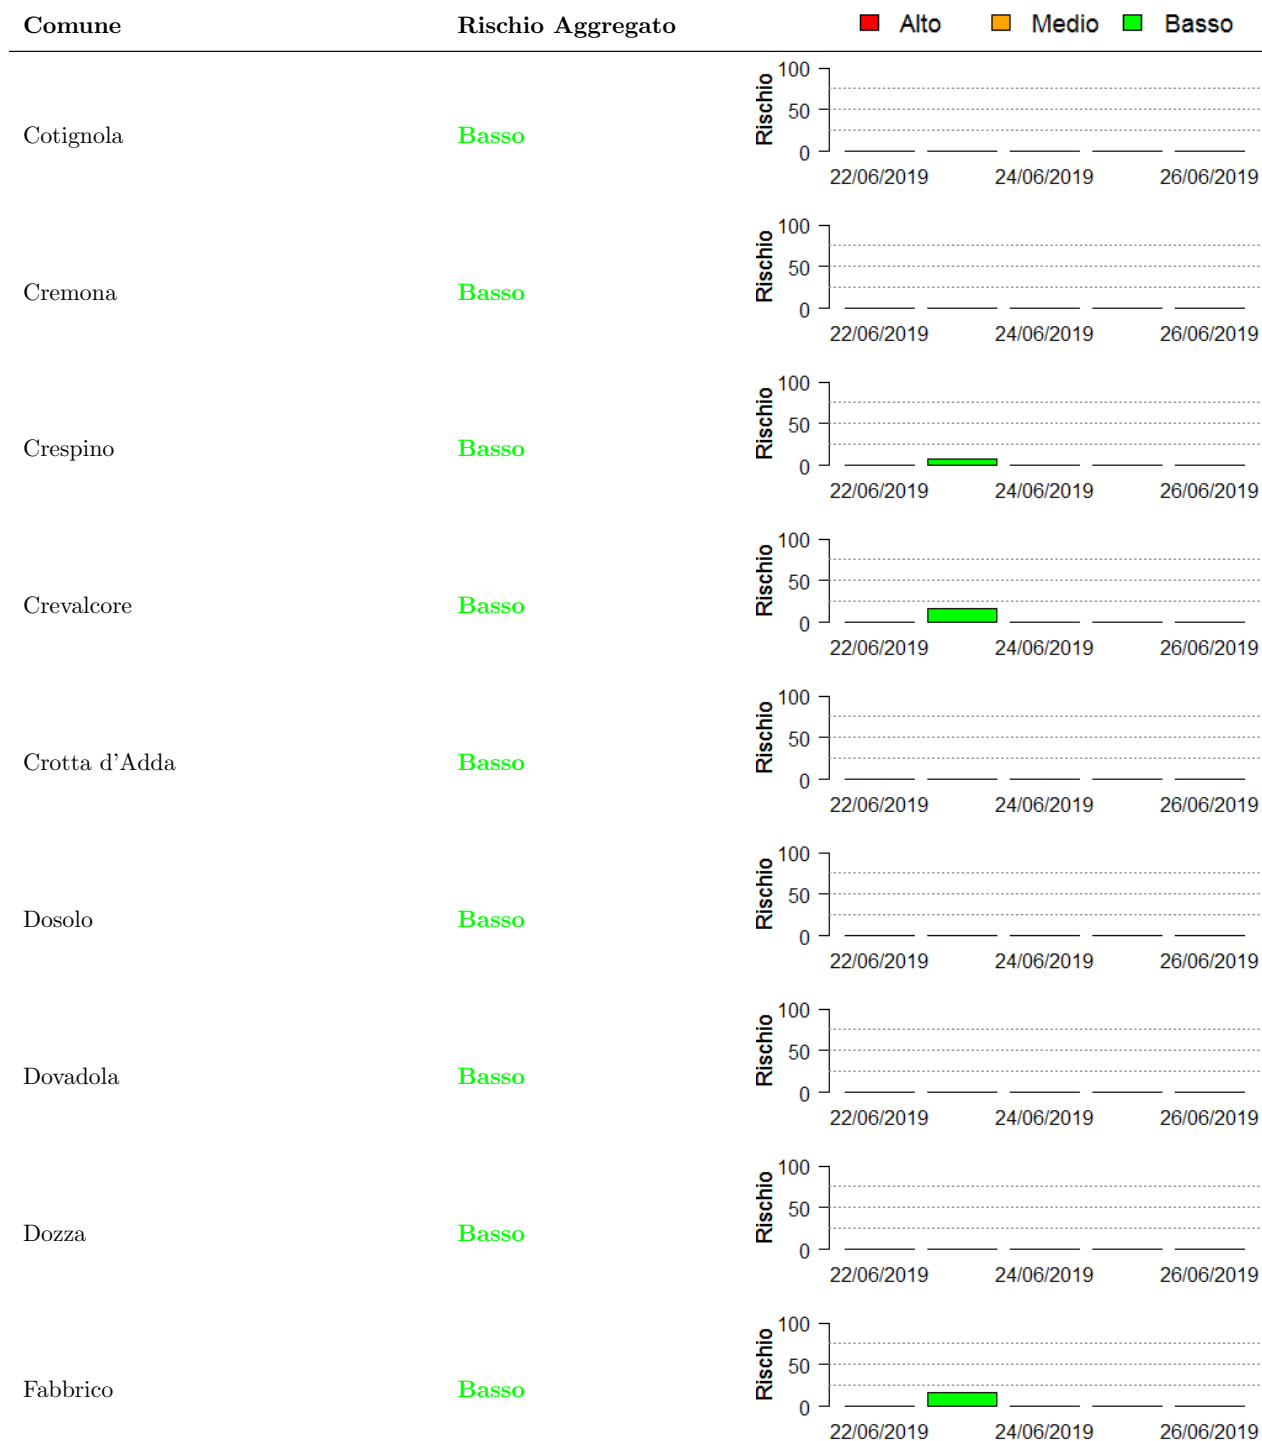 Comune Rischio Aggregato Alto Medio Basso
100
50
0
Rischio
Cotignola Basso
22/06/2019 24/06/2019 26/06/2019
100
50
0
Rischio
Cremona Basso
22/06/2019 24/06/2019 26/06/2019
100
50
0
Rischio
Crespino Basso
22/06/2019 24/06/2019 26/06/2019
100
50
0
Rischio
Crevalcore Basso
22/06/2019 24/06/2019 26/06/2019
100
50
0
Rischio
Crotta d'Adda Basso
22/06/2019 24/06/2019 26/06/2019
100
50
0
Rischio
Dosolo Basso
22/06/2019 24/06/2019 26/06/2019
100
50
0
Rischio
Dovadola Basso
22/06/2019 24/06/2019 26/06/2019
100
50
0
Rischio
Dozza Basso
22/06/2019 24/06/2019 26/06/2019
100
50
0
Rischio
Fabbrico Basso
22/06/2019 24/06/2019 26/06/2019